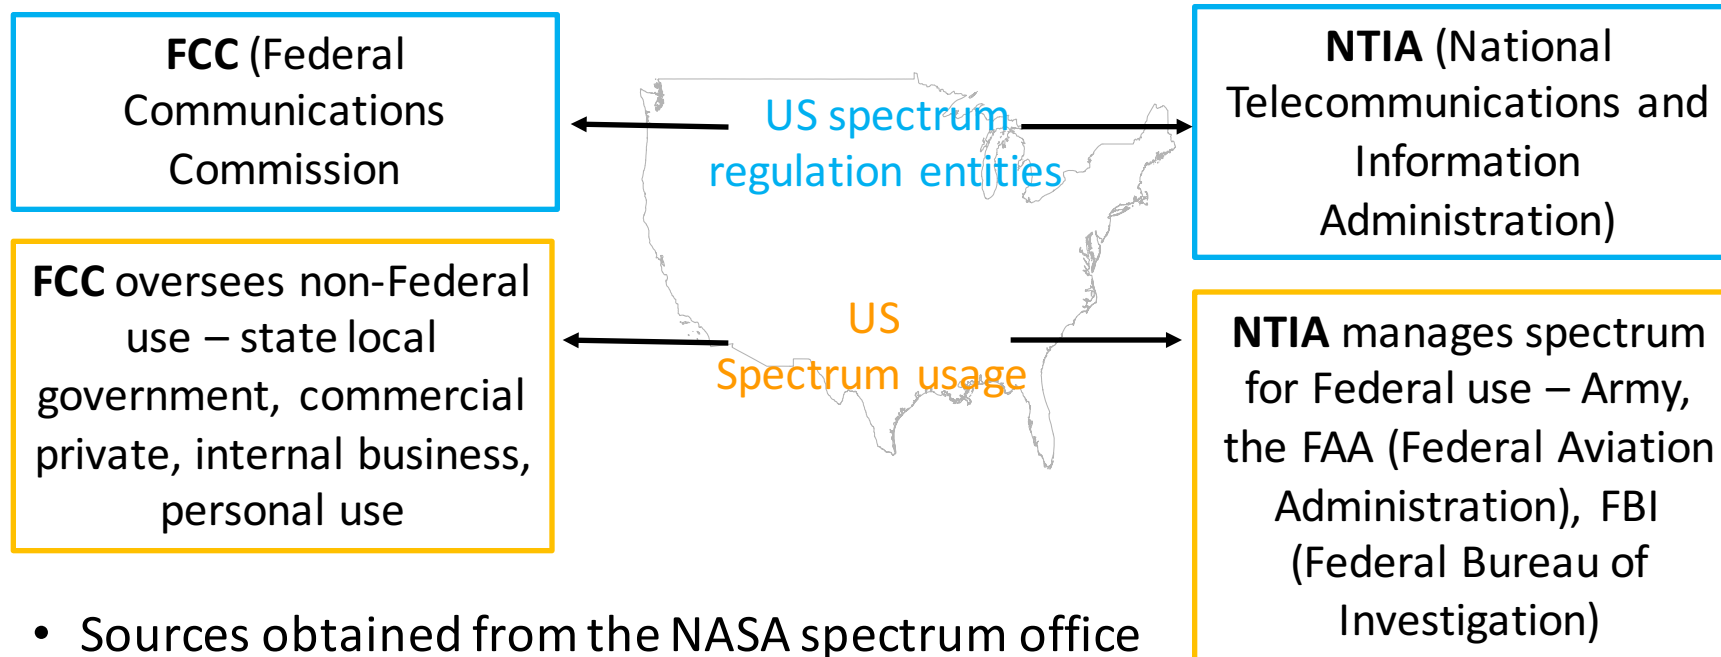 FCC (Federal
Communications
Commission
US spectrum
regulation entities
NTIA (National
Telecommunications and
Information
Administration)
FCC oversees non-Federal
use – state local
government, commercial
private, internal business,
personal use
US
Spectrum usage
NTIA manages spectrum
for Federal use – Army,
the FAA (Federal Aviation
Administration), FBI
(Federal Bureau of
Investigation)
• Sources obtained from the NASA spectrum office